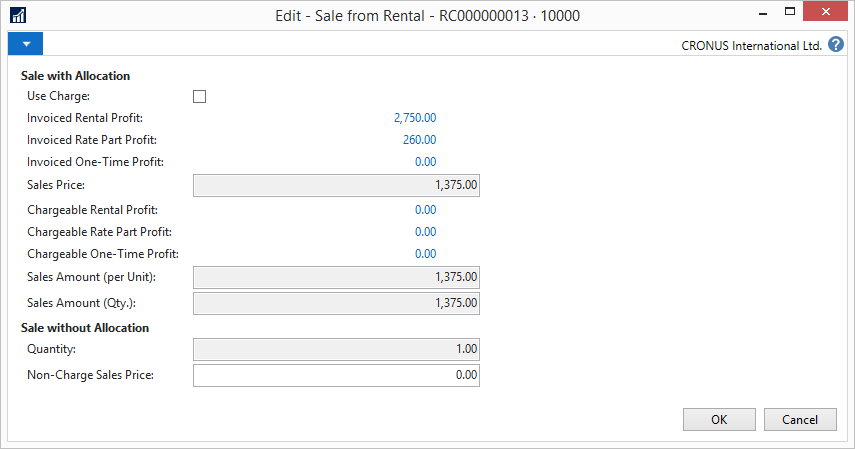 Edit - Sale from Rental - RC000000013 · 10000
CRONUS International Ltd. ?
Sale with Allocation
Use Charge:
Invoiced Rental Profit: 2,750.00
Invoiced Rate Part Profit: 260.00
Invoiced One-Time Profit: 0.00
Sales Price: 1,375.00
Chargeable Rental Profit: 0.00
Chargeable Rate Part Profit: 0.00
Chargeable One-Time Profit: 0.00
Sales Amount (per Unit): 1,375.00
Sales Amount (Qty.): 1,375.00
Sale without Allocation
Quantity: 1.00
Non-Charge Sales Price: 0.00
OK Cancel